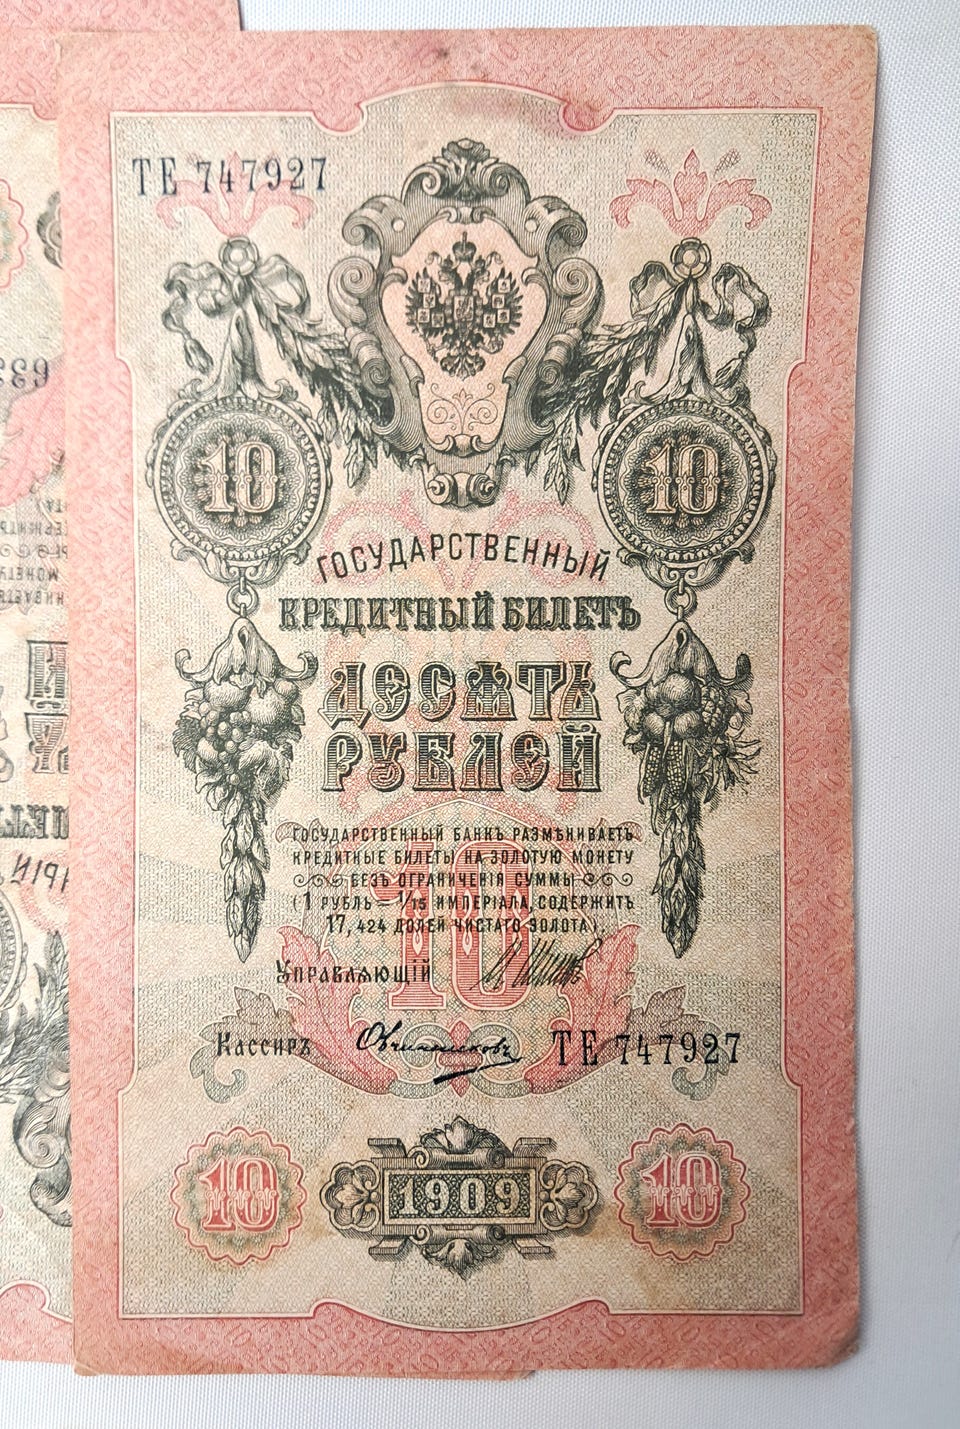 ТЕ 747927
10 10
ГОСУДАРСТВЕННЫЙ
КРЕДИТНЫЙ БИЛЕТЪ
ДЕСЯТЬ
РУБЛЕЙ
ГОСУДАРСТВЕННЫЙ БАНКЪ РАЗМѢНИВАЕТЪ
КРЕДИТНЫЕ БИЛЕТЫ НА ЗОЛОТУЮ МОНЕТУ
БЕЗЪ ОГРАНИЧЕНІЯ СУММЫ
(1 РУБЛЬ = 1/15 ИМПЕРІАЛА, СОДЕРЖИТЪ
17,424 ДОЛЕЙ ЧИСТАГО ЗОЛОТА).
10
УПРАВЛЯЮЩІЙ
КАССИРЪ Овчинниковъ ТЕ 747927
10 1909 10